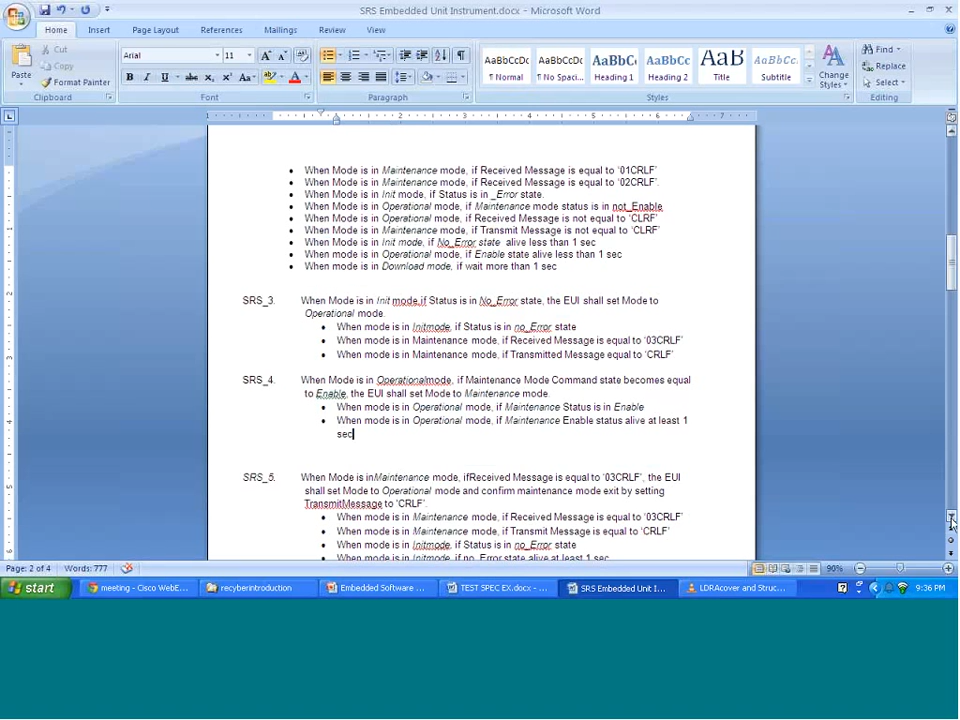 SRS Embedded Unit Instrument.docx - Microsoft Word
Home Insert Page Layout References Mailings Review View
Cut
Copy
Format Painter
Paste
Clipboard
Arial 11
Font
Paragraph
AaBbCcDc AaBbCcDc AaBbC AaBbCc AaBb AaBbCc.
¶ Normal ¶ No Spaci... Heading 1 Heading 2 Title Subtitle
Change Styles
Styles
Find
Replace
Select
Editing
• When Mode is in Maintenance mode, if Received Message is equal to '01CRLF'
• When Mode is in Maintenance mode, if Received Message is equal to '02CRLF'.
• When Mode is in Init mode, if Status is in _Error state.
• When Mode is in Operational mode, if Maintenance mode status is in not_Enable
• When Mode is in Operational mode, if Received Message is not equal to 'CLRF'
• When Mode is in Maintenance mode, if Transmit Message is not equal to 'CLRF'
• When Mode is in Init mode, if No_Error state alive less than 1 sec
• When Mode is in Operational mode, if Enable state alive less than 1 sec
• When mode is in Download mode, if wait more than 1 sec
SRS_3. When Mode is in Init mode,if Status is in No_Error state, the EUI shall set Mode to
Operational mode.
• When mode is in Initmode, if Status is in no_Error state
• When mode is in Maintenance mode, if Received Message is equal to '03CRLF'
• When mode is in Maintenance mode, if Transmitted Message equal to 'CRLF'
SRS_4. When Mode is in Operationalmode, if Maintenance Mode Command state becomes equal
to Enable, the EUI shall set Mode to Maintenance mode
• When mode is in Operational mode, if Maintenance Status is in Enable
• When mode is in Operational mode, if Maintenance Enable status alive at least 1
sec
SRS_5. When Mode is inMaintenance mode, ifReceived Message is equal to '03CRLF', the EUI
shall set Mode to Operational mode and confirm maintenance mode exit by setting
TransmitMessage to 'CRLF'.
• When mode is in Maintenance mode, if Received Message is equal to '03CRLF'
• When mode is in Maintenance mode, if Transmit Message is equal to 'CRLF'
• When mode is in Initmode, if Status is in no_Error state
• When mode is in Initmode, if no_Error state alive at least 1 sec
Page: 2 of 4 Words: 777 90%
start meeting - Cisco WebE... recyberintroduction Embedded Software ... TEST SPEC EX.docx - ... SRS Embedded Unit I... LDRAcover and Struc... 9:36 PM